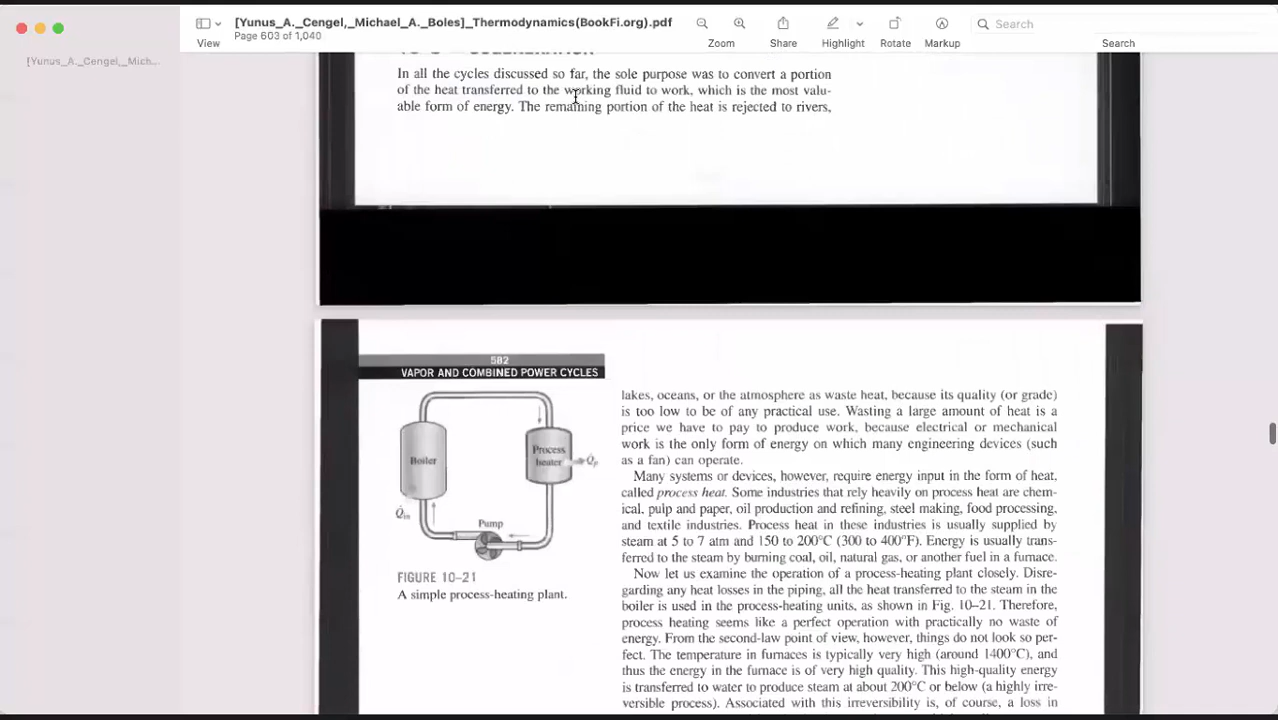 [Yunus_A._Cengel,_Michael_A._Boles]_Thermodynamics(BookFi.org).pdf
Page 603 of 1,040
View
Zoom
Share
Highlight
Rotate
Markup
Search
Search
[Yunus_A._Cengel,_Mich...
In all the cycles discussed so far, the sole purpose was to convert a portion
of the heat transferred to the working fluid to work, which is the most valu-
able form of energy. The remaining portion of the heat is rejected to rivers,
582
VAPOR AND COMBINED POWER CYCLES
Boiler
Process
heater
Q̇p
Q̇in
Pump
FIGURE 10–21
A simple process-heating plant.
lakes, oceans, or the atmosphere as waste heat, because its quality (or grade)
is too low to be of any practical use. Wasting a large amount of heat is a
price we have to pay to produce work, because electrical or mechanical
work is the only form of energy on which many engineering devices (such
as a fan) can operate.
Many systems or devices, however, require energy input in the form of heat,
called process heat. Some industries that rely heavily on process heat are chem-
ical, pulp and paper, oil production and refining, steel making, food processing,
and textile industries. Process heat in these industries is usually supplied by
steam at 5 to 7 atm and 150 to 200°C (300 to 400°F). Energy is usually trans-
ferred to the steam by burning coal, oil, natural gas, or another fuel in a furnace.
Now let us examine the operation of a process-heating plant closely. Disre-
garding any heat losses in the piping, all the heat transferred to the steam in the
boiler is used in the process-heating units, as shown in Fig. 10–21. Therefore,
process heating seems like a perfect operation with practically no waste of
energy. From the second-law point of view, however, things do not look so per-
fect. The temperature in furnaces is typically very high (around 1400°C), and
thus the energy in the furnace is of very high quality. This high-quality energy
is transferred to water to produce steam at about 200°C or below (a highly irre-
versible process). Associated with this irreversibility is, of course, a loss in